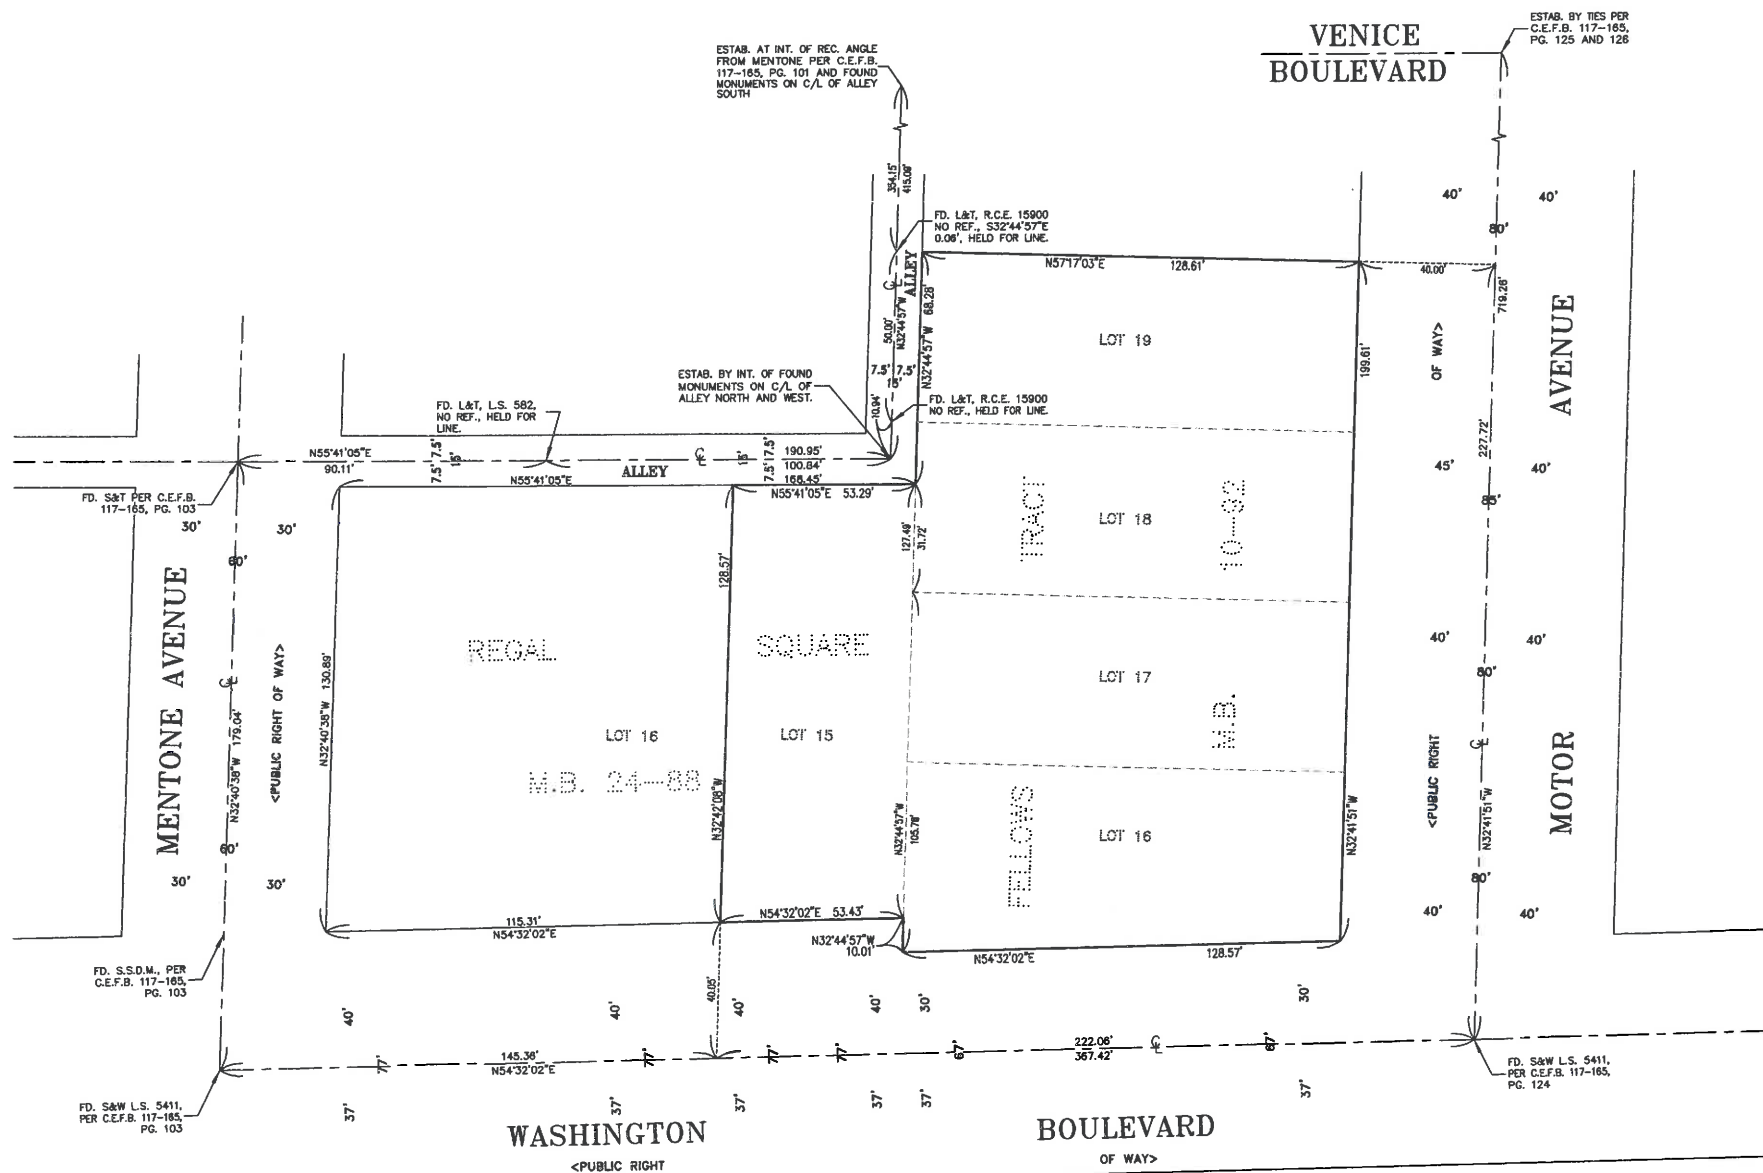 VENICE
BOULEVARD
ESTAB. BY TIES PER
C.E.F.B. 117-165,
PG. 125 AND 126
ESTAB. AT INT. OF REC. ANGLE
FROM MENTONE PER C.E.F.B.
117-165, PG. 101 AND FOUND
MONUMENTS ON C/L OF ALLEY
SOUTH
354.15'
415.09'
40'
40'
80'
FD. L&T, R.C.E. 15900
NO REF., S32°44'57"E
0.06', HELD FOR LINE.
ALLEY
N57°17'03"E 128.61'
40.00'
719.26'
50.00'
N32°44'57"W
N32°44'57"W 68.28'
7.5' 7.5'
15'
10.94'
LOT 19
199.61'
OF WAY>
AVENUE
ESTAB. BY INT. OF FOUND
MONUMENTS ON C/L OF
ALLEY NORTH AND WEST.
FD. L&T, R.C.E. 15900
NO REF., HELD FOR LINE.
FD. L&T, L.S. 582,
NO REF., HELD FOR
LINE.
227.72'
N55°41'05"E
90.11'
7.5' 7.5'
15'
ALLEY
15'
7.5' 7.5'
190.95'
100.84'
168.45'
N55°41'05"E
N55°41'05"E 53.29'
45'
40'
85'
FD. S&T PER C.E.F.B.
117-165, PG. 103
30'
30'
60'
127.49'
31.72'
TRACT
LOT 18
10-82
128.57'
MENTONE AVENUE
<PUBLIC RIGHT OF WAY>
REGAL
SQUARE
LOT 17
M.B.
40'
40'
80'
N32°40'38"W 179.04'
N32°40'38"W 130.89'
LOT 16
LOT 15
M.B. 24-88
N32°42'08"W
N32°44'57"W
105.78'
FELLOWS
LOT 16
N32°41'51"W
<PUBLIC RIGHT
N32°41'51"W
MOTOR
60'
30'
30'
80'
40'
40'
115.31'
N54°32'02"E
N54°32'02"E 53.43'
N32°44'57"W
10.01'
N54°32'02"E
128.57'
FD. S.S.D.M., PER
C.E.F.B. 117-165,
PG. 103
40.05'
40'
40'
40'
40'
30'
30'
77'
145.36'
N54°32'02"E
77'
77'
77'
67'
222.06'
367.42'
67'
FD. S&W L.S. 5411,
PER C.E.F.B. 117-165,
PG. 124
FD. S&W L.S. 5411,
PER C.E.F.B. 117-165,
PG. 103
37'
37'
37'
37'
37'
37'
WASHINGTON
BOULEVARD
<PUBLIC RIGHT
OF WAY>